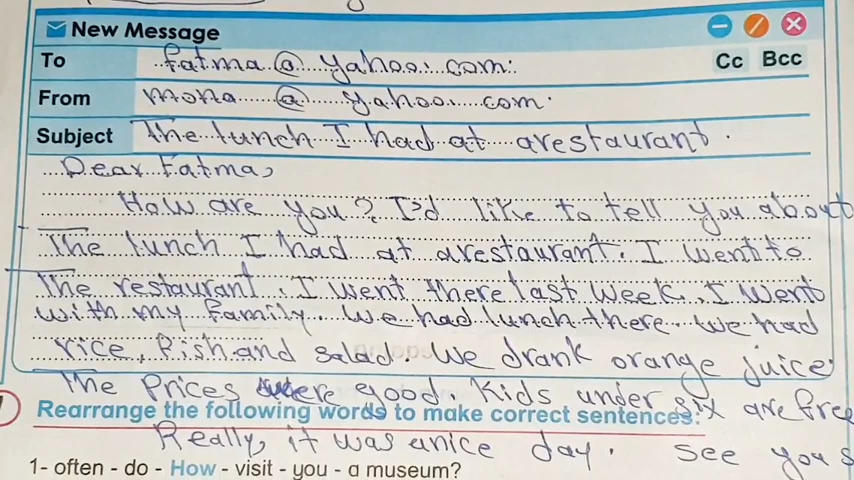 New Message
To fatma@yahoo.com. Cc Bcc
From mona @ yahoo. com.
Subject The lunch I had at arestaurant.
Dear Fatma,
How are you? I'd like to tell you about
The lunch I had at arestaurant. I went to
The restaurant. I went there last week. I went
with my family. We had lunch there. We had
rice, Fish and salad. We drank orange juice.
The Prices were good. Kids under six are free
Rearrange the following words to make correct sentences:
Really, it was anice day. See you s
1- often - do - How - visit - you - a museum?